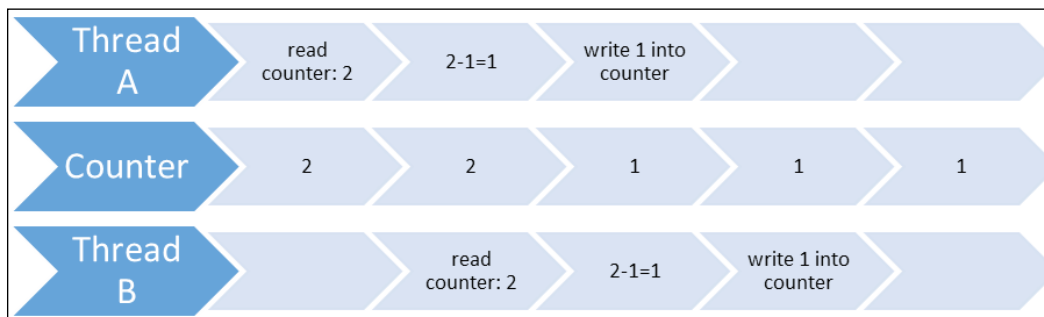 Thread
A
read
counter: 2
2-1=1
write 1 into
counter
Counter
2
2
1
1
1
Thread
B
read
counter: 2
2-1=1
write 1 into
counter